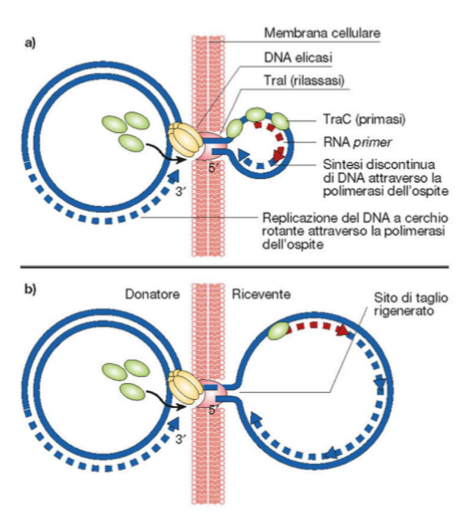 a)
Membrana cellulare
DNA elicasi
TraI (rilassasi)
TraC (primasi)
RNA primer
Sintesi discontinua
di DNA attraverso la
polimerasi dell'ospite
5′
3′
Replicazione del DNA a cerchio
rotante attraverso la polimerasi
dell'ospite
b)
Donatore
Ricevente
Sito di taglio
rigenerato
5′
3′